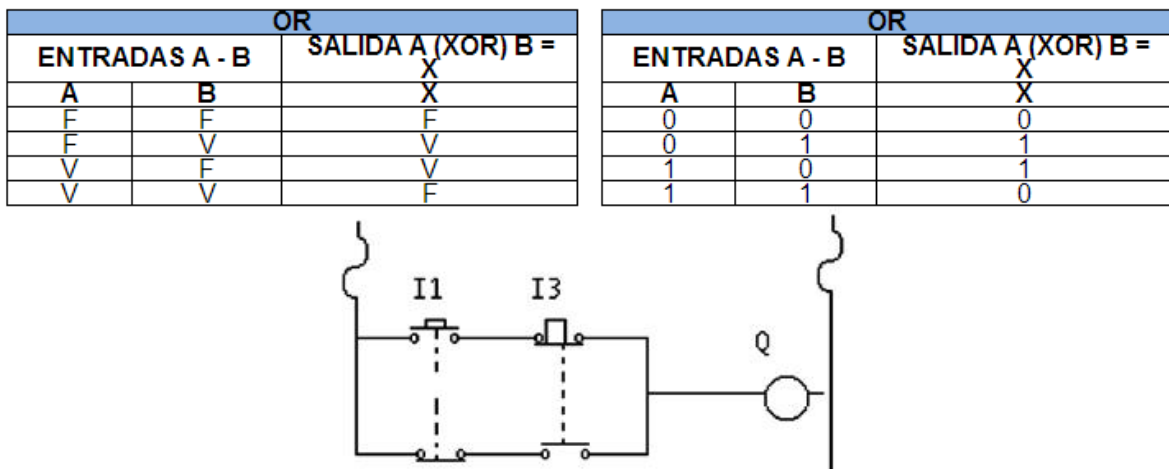 OR
ENTRADAS A - B SALIDA A (XOR) B =
X
A B X
F F F
F V V
V F V
V V F
OR
ENTRADAS A - B SALIDA A (XOR) B =
X
A B X
0 0 0
0 1 1
1 0 1
1 1 0
I1 I3
Q